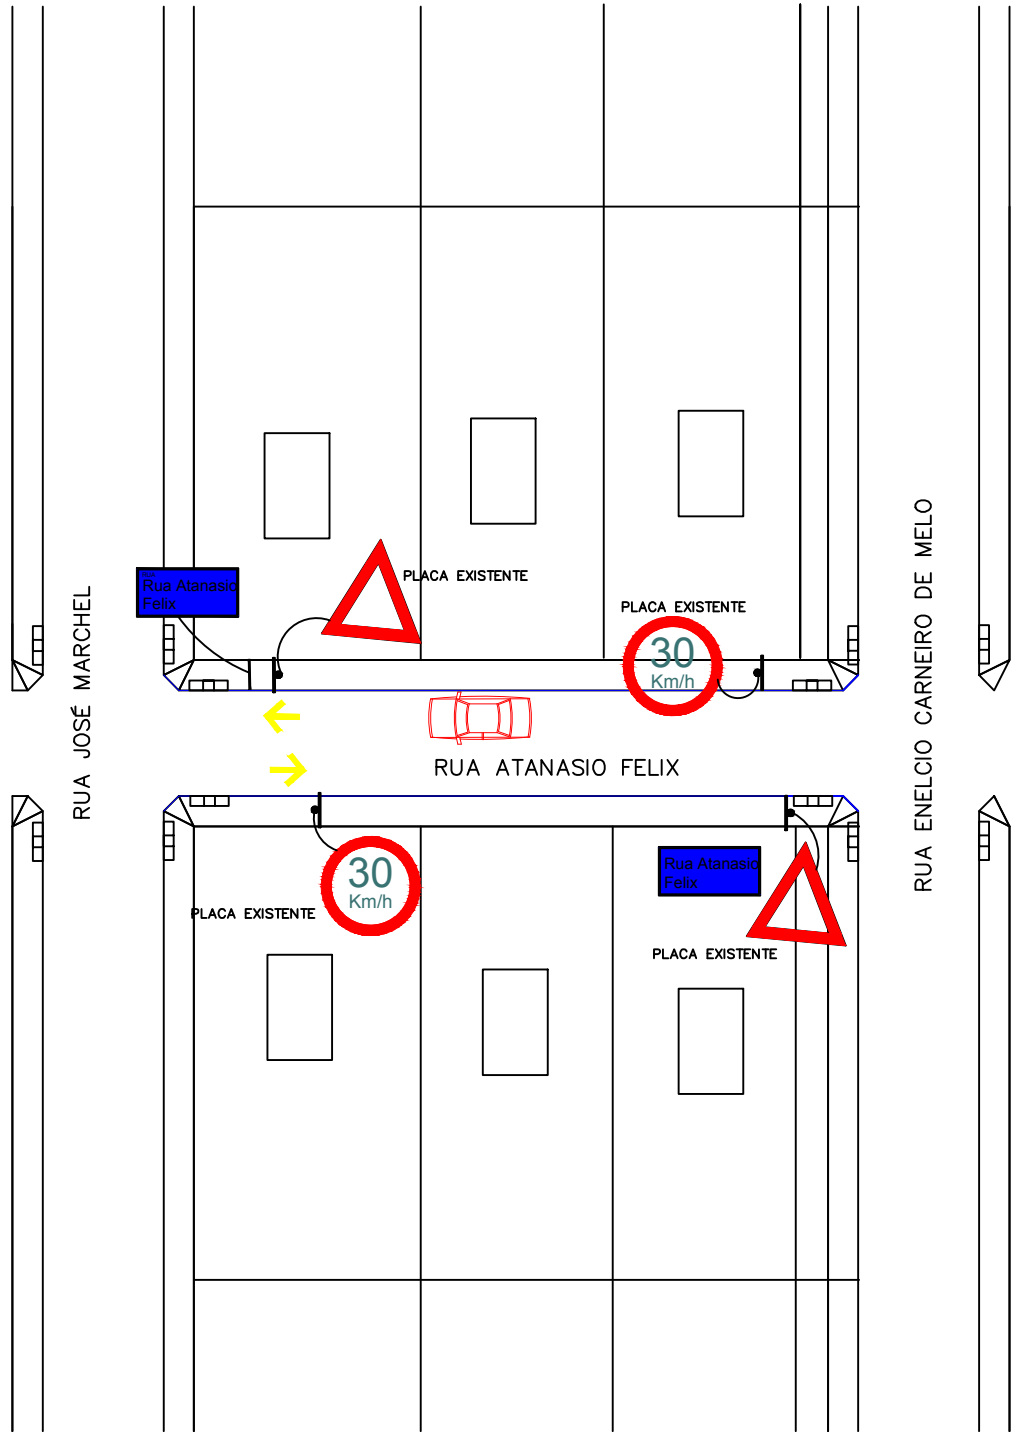 RUA JOSÉ MARCHEL
Rua Atanasio
Felix
PLACA EXISTENTE
PLACA EXISTENTE
30
Km/h
RUA ATANASIO FELIX
RUA ENELCIO CARNEIRO DE MELO
30
Km/h
PLACA EXISTENTE
Rua Atanasio
Felix
PLACA EXISTENTE